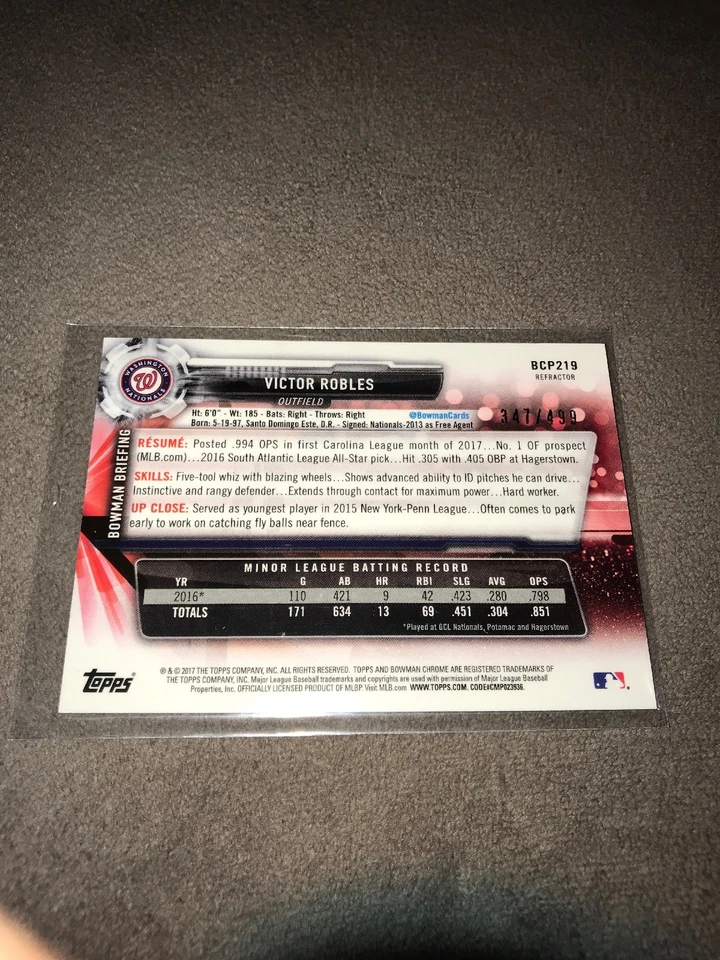 WASHINGTON
W
NATIONALS
VICTOR ROBLES
OUTFIELD
BCP219
REFRACTOR
347/499
Ht: 6'0" - Wt: 185 - Bats: Right - Throws: Right @BowmanCards
Born: 5-19-97, Santo Domingo Este, D.R. - Signed: Nationals-2013 as Free Agent
BOWMAN BRIEFING
RÉSUMÉ: Posted .994 OPS in first Carolina League month of 2017...No. 1 OF prospect
(MLB.com)...2016 South Atlantic League All-Star pick...Hit .305 with .405 OBP at Hagerstown.
SKILLS: Five-tool whiz with blazing wheels...Shows advanced ability to ID pitches he can drive...
Instinctive and rangy defender...Extends through contact for maximum power...Hard worker.
UP CLOSE: Served as youngest player in 2015 New York-Penn League...Often comes to park
early to work on catching fly balls near fence.
MINOR LEAGUE BATTING RECORD
YR G AB HR RBI SLG AVG OPS
2016* 110 421 9 42 .423 .280 .798
TOTALS 171 634 13 69 .451 .304 .851
*Played at GCL Nationals, Potomac and Hagerstown
Topps®
® & © 2017 THE TOPPS COMPANY, INC. ALL RIGHTS RESERVED. TOPPS AND BOWMAN CHROME ARE REGISTERED TRADEMARKS OF
THE TOPPS COMPANY, INC. Major League Baseball trademarks and copyrights are used with permission of Major League Baseball
Properties, Inc. OFFICIALLY LICENSED PRODUCT OF MLBP. Visit MLB.com WWW.TOPPS.COM. CODE#CMP023936.